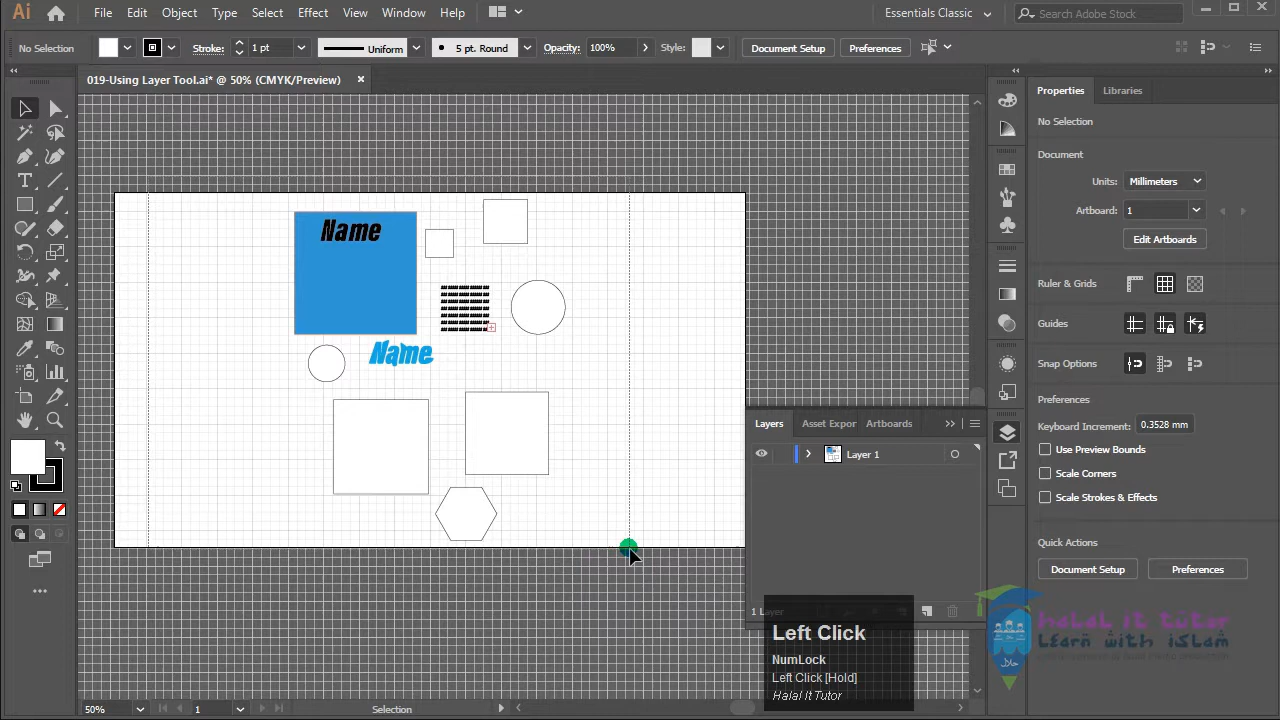 Ai File Edit Object Type Select Effect View Window Help Essentials Classic Search Adobe Stock
No Selection Stroke: 1 pt Uniform 5 pt. Round Opacity: 100% Style: Document Setup Preferences
019-Using Layer Tool.ai* @ 50% (CMYK/Preview)
Properties Libraries
No Selection
Document
Units: Millimeters
Artboard: 1
Edit Artboards
Ruler & Grids
Guides
Snap Options
Preferences
Keyboard Increment: 0.3528 mm
Use Preview Bounds
Scale Corners
Scale Strokes & Effects
Quick Actions
Document Setup Preferences
Name
Name
Layers Asset Expor Artboards
Layer 1
1 Layer
Left Click
NumLock
Left Click [Hold]
Halal It Tutor
halal it tutor
Learn with islam
حلال
50% 1 Selection